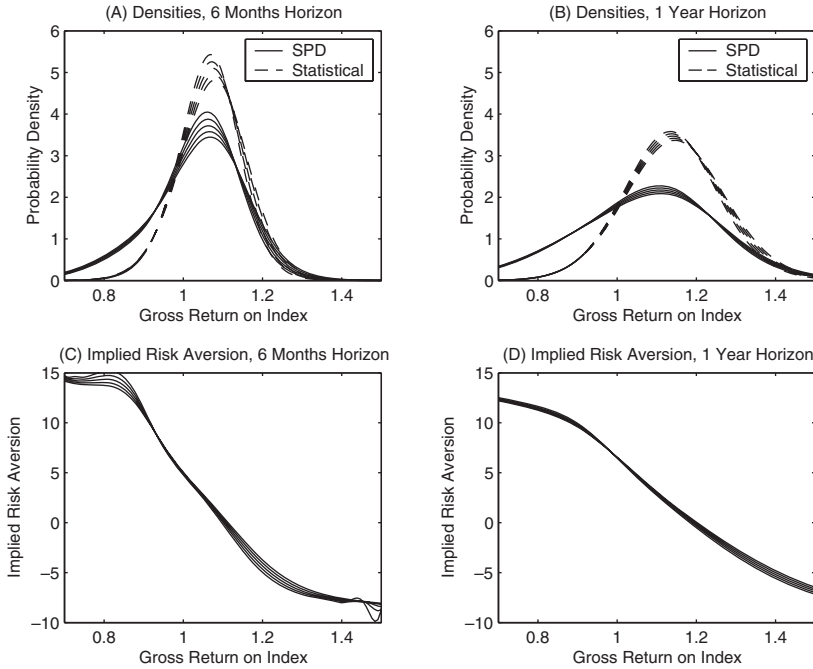 (A) Densities, 6 Months Horizon
6
5
4
3
2
1
0
Probability Density
SPD
Statistical
0.8
1
1.2
1.4
Gross Return on Index
(B) Densities, 1 Year Horizon
6
5
4
3
2
1
0
Probability Density
SPD
Statistical
0.8
1
1.2
1.4
Gross Return on Index
(C) Implied Risk Aversion, 6 Months Horizon
15
10
5
0
−5
−10
Implied Risk Aversion
0.8
1
1.2
1.4
Gross Return on Index
(D) Implied Risk Aversion, 1 Year Horizon
15
10
5
0
−5
−10
Implied Risk Aversion
0.8
1
1.2
1.4
Gross Return on Index